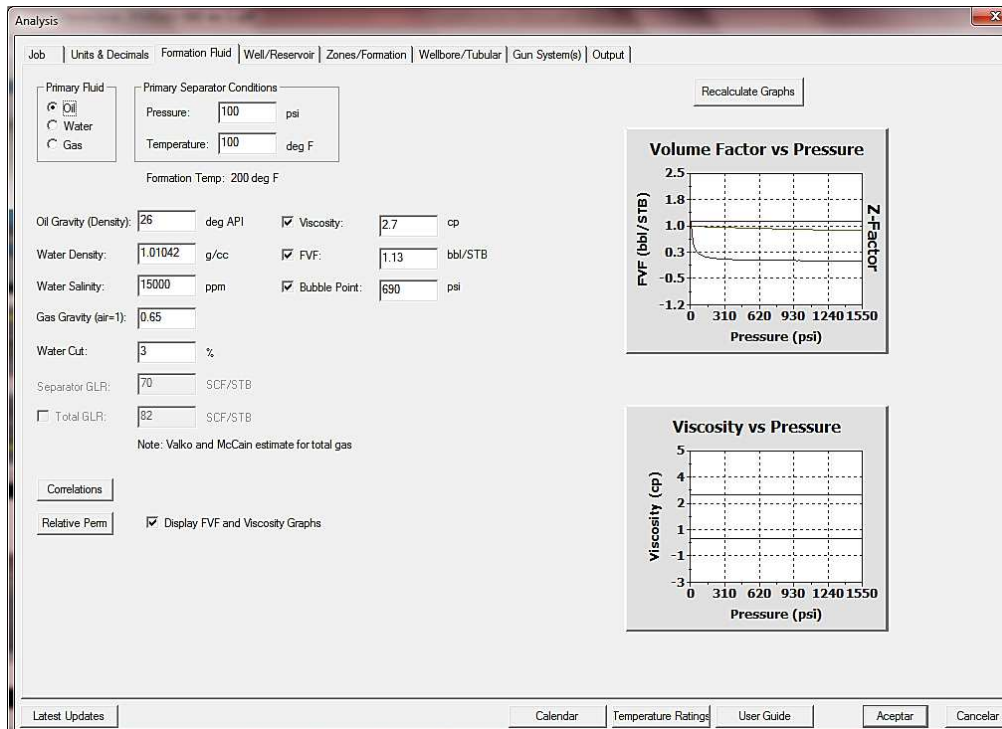 Analysis
Job Units & Decimals Formation Fluid Well/Reservoir Zones/Formation Wellbore/Tubular Gun System(s) Output
Primary Fluid
Oil
Water
Gas
Primary Separator Conditions
Pressure: 100 psi
Temperature: 100 deg F
Formation Temp: 200 deg F
Recalculate Graphs
Oil Gravity (Density): 26 deg API
Viscosity: 2.7 cp
Water Density: 1.01042 g/cc
FVF: 1.13 bbl/STB
Water Salinity: 15000 ppm
Bubble Point: 690 psi
Gas Gravity (air=1): 0.65
Water Cut: 3 %
Separator GLR: 70 SCF/STB
Total GLR: 82 SCF/STB
Note: Valko and McCain estimate for total gas
Correlations
Relative Perm
Display FVF and Viscosity Graphs
Volume Factor vs Pressure
FVF (bbl/STB)
2.5
1.8
1.0
0.3
-0.5
-1.2
Z-Factor
0 310 620 930 1240 1550
Pressure (psi)
Viscosity vs Pressure
Viscosity (cp)
5
4
2
1
-1
-3
0 310 620 930 1240 1550
Pressure (psi)
Latest Updates
Calendar
Temperature Ratings
User Guide
Aceptar
Cancelar